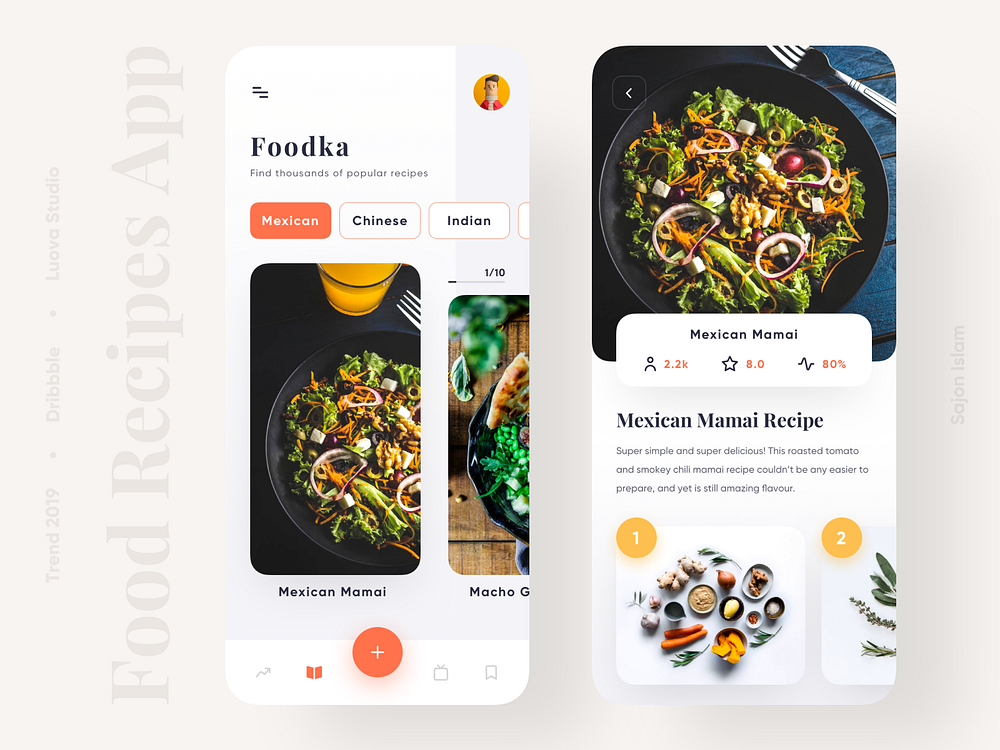 Food Recipes App
Trend 2019 • Dribbble • Luova Studio
Foodka
Find thousands of popular recipes
Mexican
Chinese
Indian
1/10
Mexican Mamai
Macho G
Mexican Mamai
2.2k
8.0
80%
Mexican Mamai Recipe
Super simple and super delicious! This roasted tomato
and smokey chili mamai recipe couldn't be any easier to
prepare, and yet is still amazing flavour.
1
2
Sajon Islam